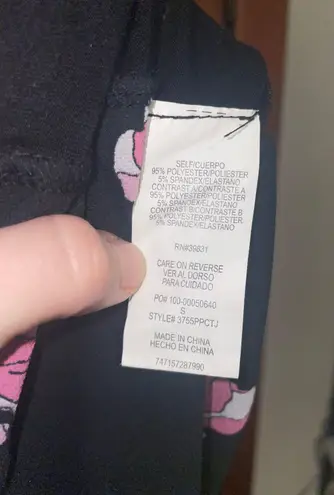 SELF/CUERPO
95% POLYESTER/POLIESTER
5% SPANDEX/ELASTANO
CONTRAST A/CONTRASTE A
95% POLYESTER/POLIESTER
5% SPANDEX/ELASTANO
CONTRAST B/CONTRASTE B
95% POLYESTER/POLIESTER
5% SPANDEX/ELASTANO
RN#39831
CARE ON REVERSE
VER AL DORSO
PARA CUIDADO
PO# 100-00050640
S
STYLE# 3755PPCTJ
MADE IN CHINA
HECHO EN CHINA
747157287990